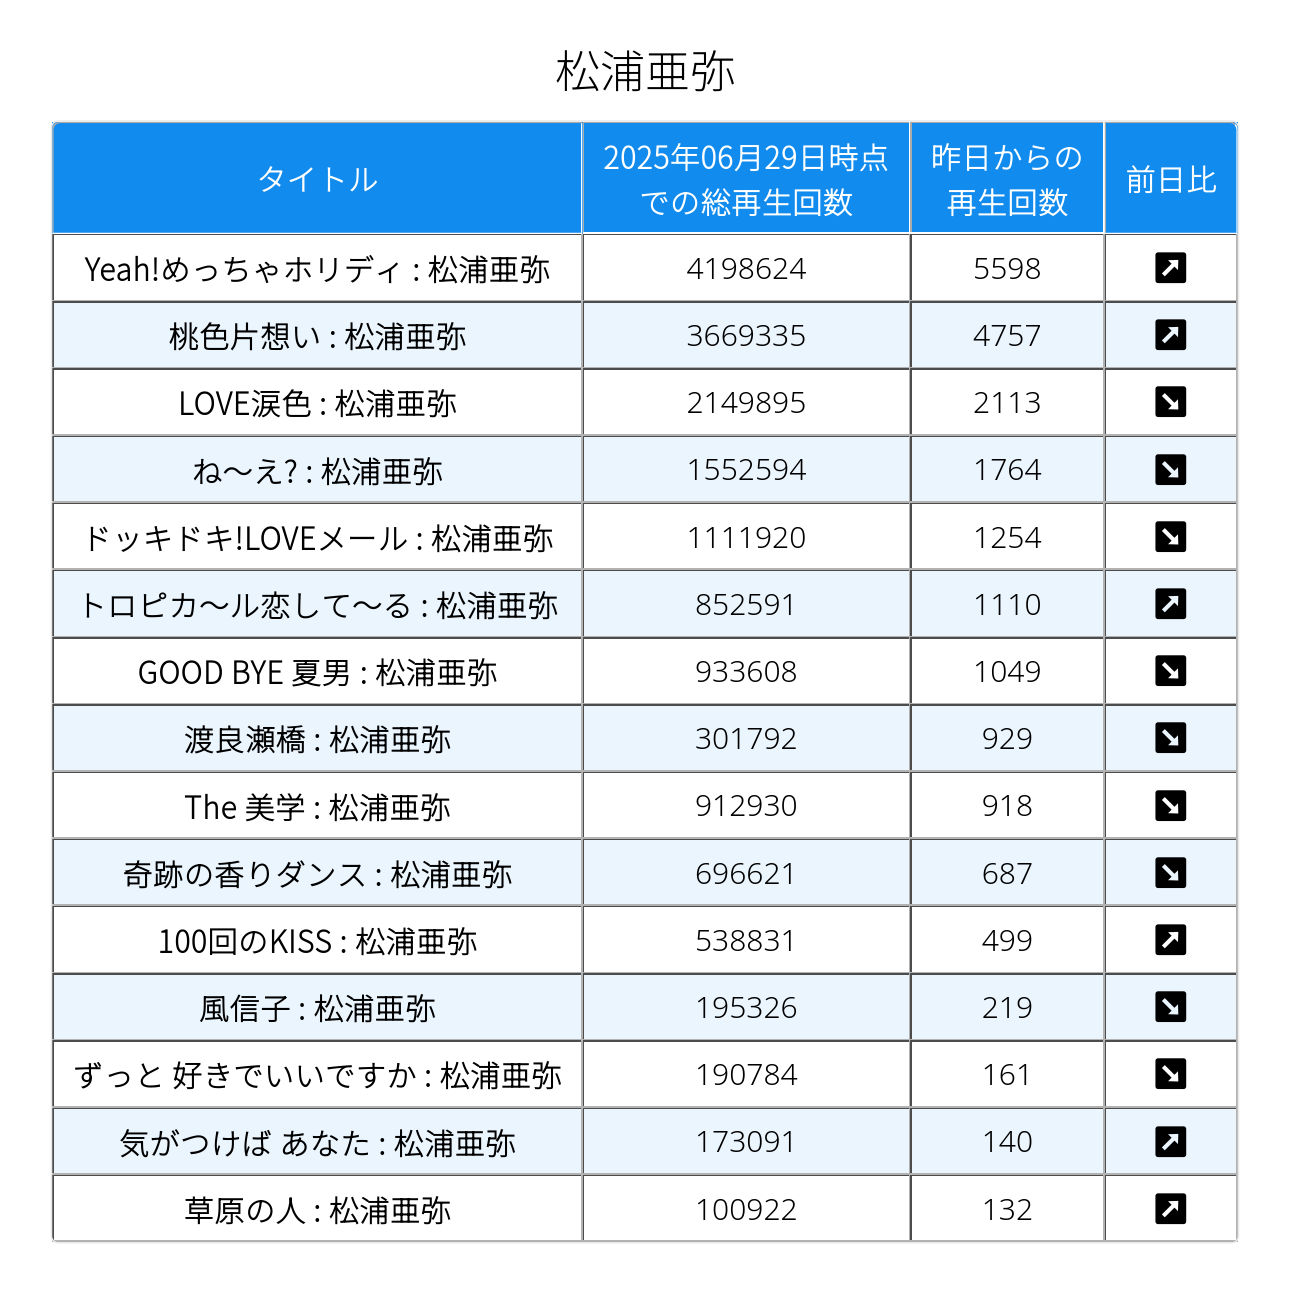 松浦亜弥
タイトル
2025年06月29日時点
での総再生回数
昨日からの
再生回数
前日比
Yeah!めっちゃホリディ : 松浦亜弥 4198624 5598
桃色片想い : 松浦亜弥 3669335 4757
LOVE涙色 : 松浦亜弥 2149895 2113
ね～え? : 松浦亜弥 1552594 1764
ドッキドキ!LOVEメール : 松浦亜弥 1111920 1254
トロピカ～ル恋して～る : 松浦亜弥 852591 1110
GOOD BYE 夏男 : 松浦亜弥 933608 1049
渡良瀬橋 : 松浦亜弥 301792 929
The 美学 : 松浦亜弥 912930 918
奇跡の香りダンス : 松浦亜弥 696621 687
100回のKISS : 松浦亜弥 538831 499
風信子 : 松浦亜弥 195326 219
ずっと 好きでいいですか : 松浦亜弥 190784 161
気がつけば あなた : 松浦亜弥 173091 140
草原の人 : 松浦亜弥 100922 132